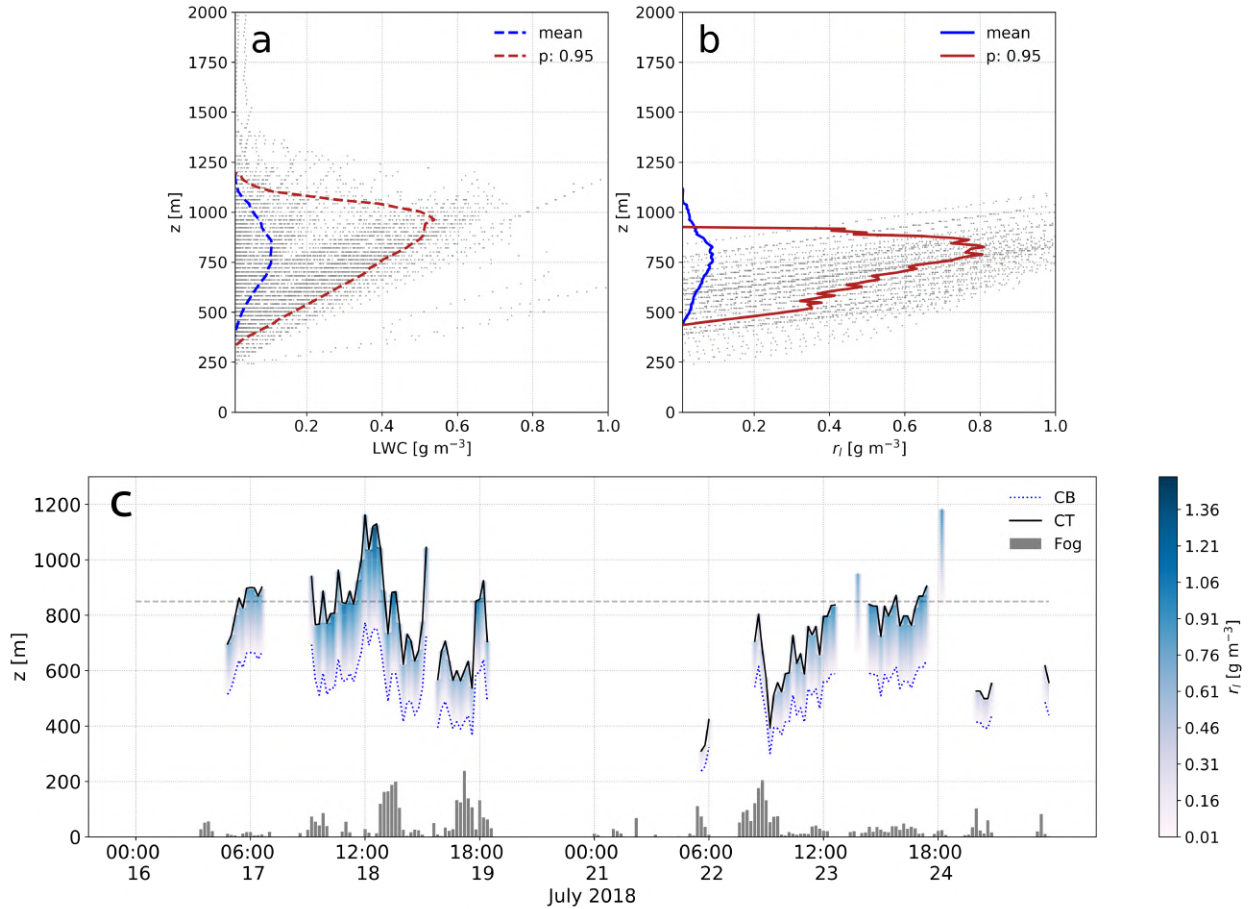 a
mean
p: 0.95
2000
1750
1500
1250
1000
750
500
250
0
z [m]
0.2 0.4 0.6 0.8 1.0
LWC [g m⁻³]
b
mean
p: 0.95
2000
1750
1500
1250
1000
750
500
250
0
z [m]
0.2 0.4 0.6 0.8 1.0
rₗ [g m⁻³]
c
CB
CT
Fog
1200
1000
800
600
400
200
0
z [m]
00:00 06:00 12:00 18:00 00:00 06:00 12:00 18:00
16 17 18 19 21 22 23 24
July 2018
1.36
1.21
1.06
0.91
0.76
0.61
0.46
0.31
0.16
0.01
rₗ [g m⁻³]